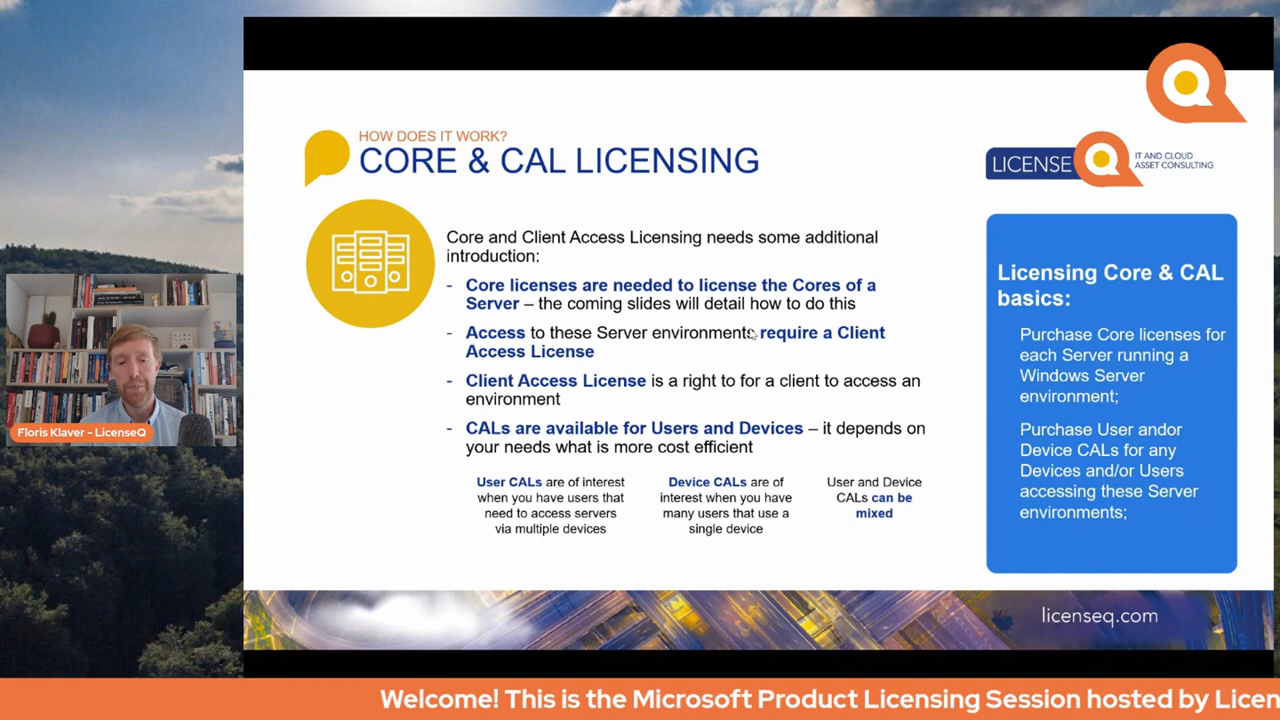 HOW DOES IT WORK?
CORE & CAL LICENSING
LICENSE
IT AND CLOUD
ASSET CONSULTING
Core and Client Access Licensing needs some additional
introduction:
- Core licenses are needed to license the Cores of a
Server – the coming slides will detail how to do this
- Access to these Server environments require a Client
Access License
- Client Access License is a right to for a client to access an
environment
- CALs are available for Users and Devices – it depends on
your needs what is more cost efficient
User CALs are of interest
when you have users that
need to access servers
via multiple devices
Device CALs are of
interest when you have
many users that use a
single device
User and Device
CALs can be
mixed
Licensing Core & CAL
basics:
Purchase Core licenses for
each Server running a
Windows Server
environment;
Purchase User andor
Device CALs for any
Devices and/or Users
accessing these Server
environments;
licenseq.com
Floris Klaver - LicenseQ
Welcome! This is the Microsoft Product Licensing Session hosted by Licen